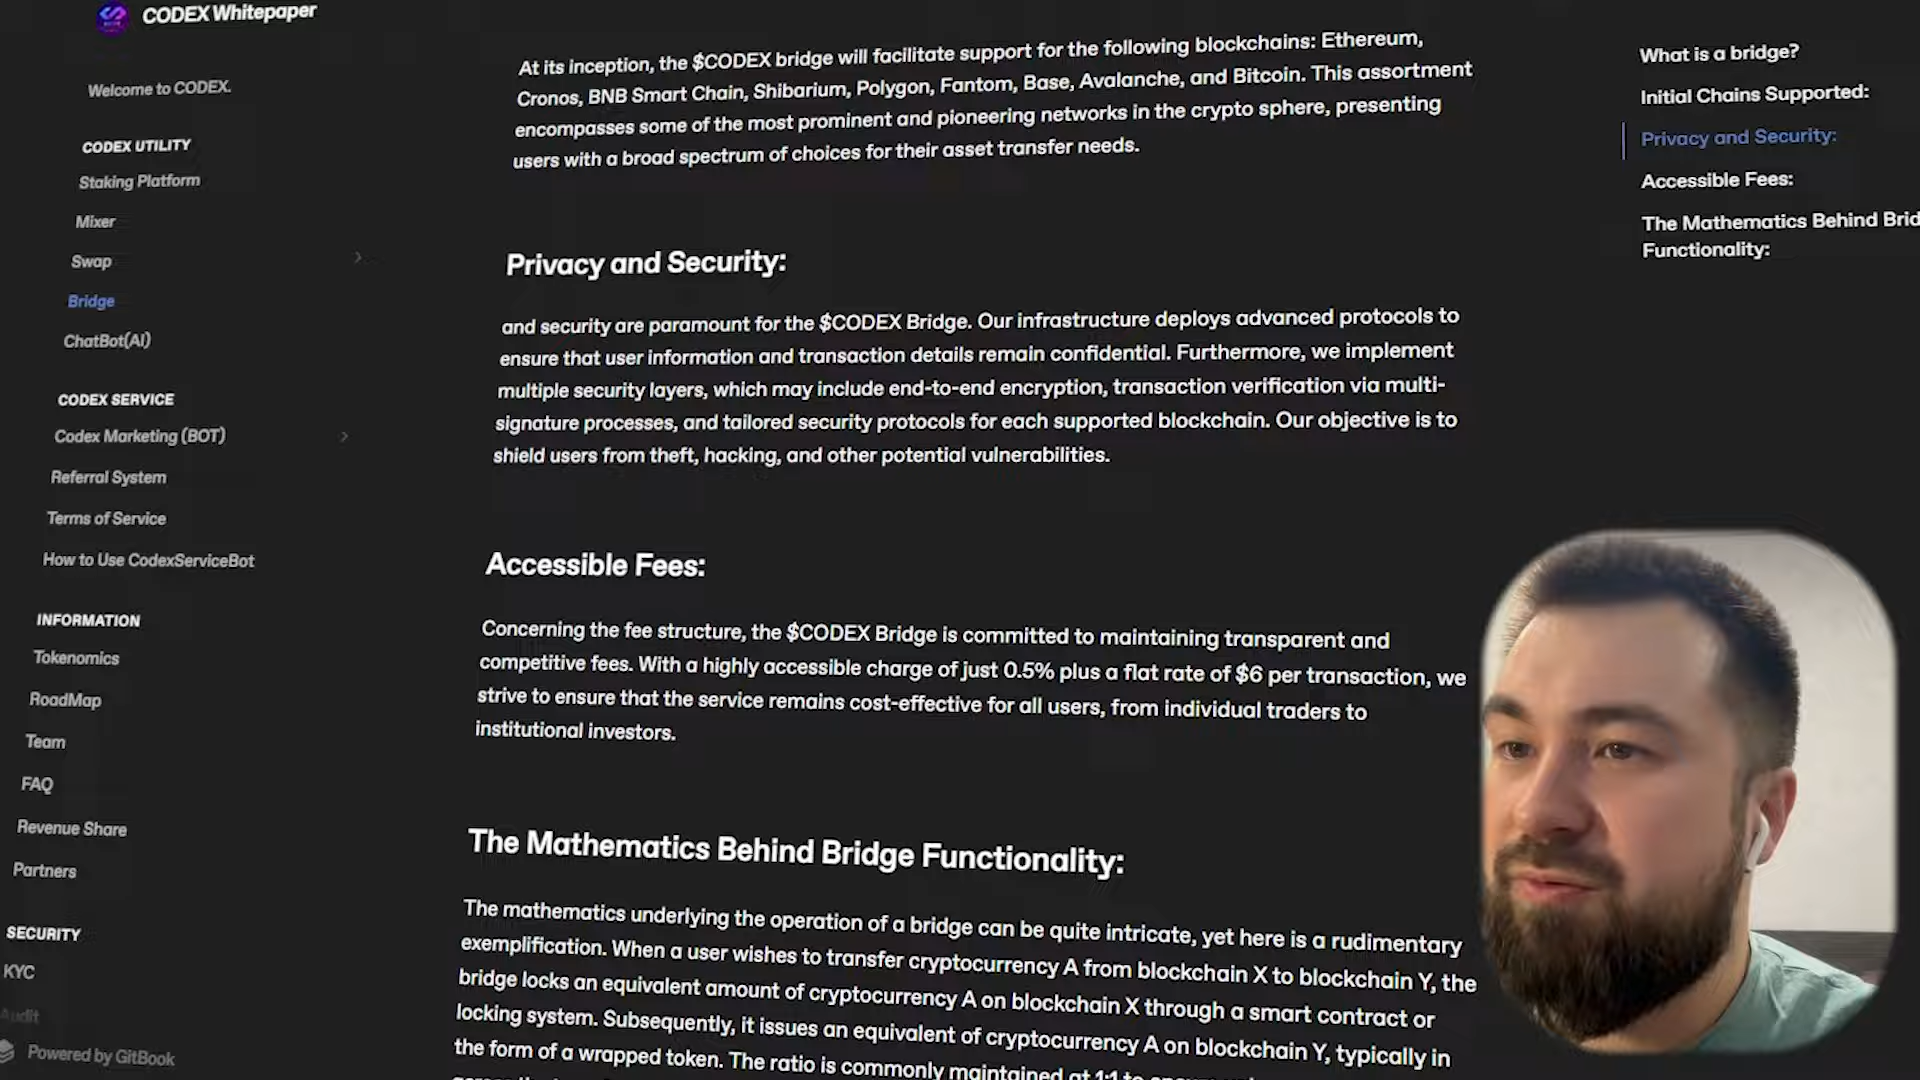 CODEX Whitepaper
Welcome to CODEX.
CODEX UTILITY
Staking Platform
Mixer
Swap
Bridge
ChatBot(AI)
CODEX SERVICE
Codex Marketing (BOT)
Referral System
Terms of Service
How to Use CodexServiceBot
INFORMATION
Tokenomics
RoadMap
Team
FAQ
Revenue Share
Partners
SECURITY
KYC
Audit
Powered by GitBook
At its inception, the $CODEX bridge will facilitate support for the following blockchains: Ethereum,
Cronos, BNB Smart Chain, Shibarium, Polygon, Fantom, Base, Avalanche, and Bitcoin. This assortment
encompasses some of the most prominent and pioneering networks in the crypto sphere, presenting
users with a broad spectrum of choices for their asset transfer needs.
Privacy and Security:
and security are paramount for the $CODEX Bridge. Our infrastructure deploys advanced protocols to
ensure that user information and transaction details remain confidential. Furthermore, we implement
multiple security layers, which may include end-to-end encryption, transaction verification via multi-
signature processes, and tailored security protocols for each supported blockchain. Our objective is to
shield users from theft, hacking, and other potential vulnerabilities.
Accessible Fees:
Concerning the fee structure, the $CODEX Bridge is committed to maintaining transparent and
competitive fees. With a highly accessible charge of just 0.5% plus a flat rate of $6 per transaction, we
strive to ensure that the service remains cost-effective for all users, from individual traders to
institutional investors.
The Mathematics Behind Bridge Functionality:
The mathematics underlying the operation of a bridge can be quite intricate, yet here is a rudimentary
exemplification. When a user wishes to transfer cryptocurrency A from blockchain X to blockchain Y, the
bridge locks an equivalent amount of cryptocurrency A on blockchain X through a smart contract or
locking system. Subsequently, it issues an equivalent of cryptocurrency A on blockchain Y, typically in
the form of a wrapped token. The ratio is commonly maintained at 1:1 to
What is a bridge?
Initial Chains Supported:
Privacy and Security:
Accessible Fees:
The Mathematics Behind Brid
Functionality: